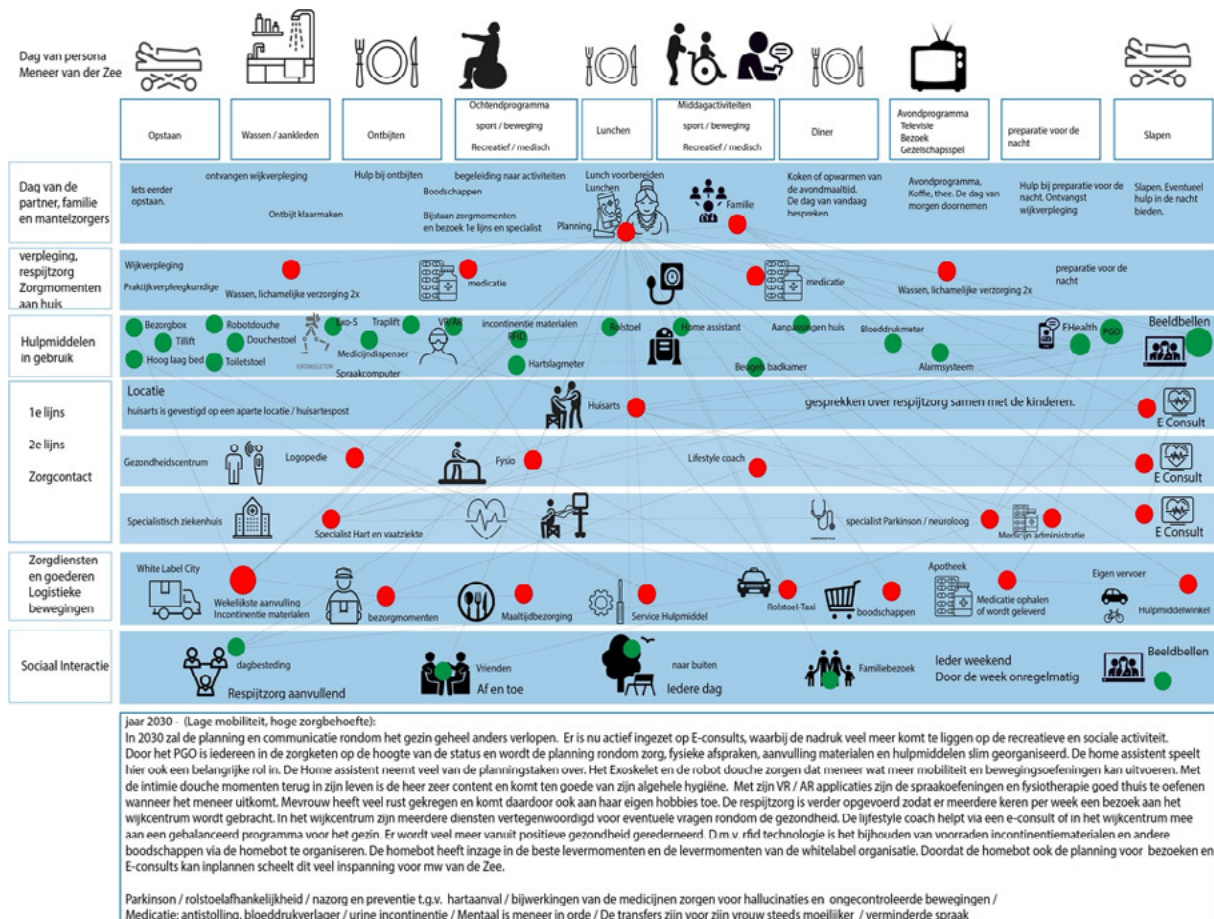 Dag van persona
Meneer van der Zee
Opstaan
Wassen / aankleden
Ontbijten
Ochtendprogramma
sport / beweging
Recreatief / medisch
Lunchen
Middagactiviteiten
sport / beweging
Recreatief / medisch
Diner
Avondprogramma
Televisie
Bezoek
Gezelschapsspel
preparatie voor de
nacht
Slapen
Dag van de
partner, familie
en mantelzorgers
Iets eerder
opstaan.
ontvangen wijkverpleging
Ontbijt klaarmaken
Hulp bij ontbijten
begeleiding naar activiteiten
Boodschappen
Bijstaan zorgmomenten
en bezoek 1e lijns en specialist
Lunch voorbereiden
Lunchen
Planning
Familie
Koken of opwarmen van
de avondmaaltijd.
De dag van vandaag
bespreken
Avondprogramma,
Koffie, thee. De dag van
morgen doornemen
Hulp bij preparatie voor de
nacht. Ontvangst
wijkverpleging
Slapen. Eventueel
hulp in de nacht
bieden.
verpleging,
respijtzorg
Zorgmomenten
aan huis
Wijkverpleging
Praktijkverpleegkundige
Wassen, lichamelijke verzorging 2x
medicatie
medicatie
Wassen, lichamelijke verzorging 2x
preparatie voor de
nacht
Hulpmiddelen
in gebruik
Bezorgbox
Tillift
Hoog laag bed
Robotdouche
Douchestoel
Toiletstoel
Exo-S
EXOSKELETON
Traplift
Medicijndispenser
Spraakcomputer
VR/AR
incontinentie materialen
RFID
Hartslagmeter
Rolstoel
Home assistant
Beugels badkamer
Aanpassingen huis
Bloeddrukmeter
Alarmsysteem
EHealth
PGO
Beeldbellen
1e lijns
2e lijns
Zorgcontact
Locatie
huisarts is gevestigd op een aparte locatie / huisartespost
Huisarts
gesprekken over respijtzorg samen met de kinderen.
E Consult
Gezondheidscentrum
Logopedie
Fysio
Lifestyle coach
E Consult
Specialistisch ziekenhuis
Specialist Hart en vaatziekte
specialist Parkinson / neuroloog
Medicijn administratie
E Consult
Zorgdiensten
en goederen
Logistieke
bewegingen
White Label City
Wekelijkste aanvulling
Incontinentie materialen
bezorgmomenten
Maaltijdbezorging
Service Hulpmiddel
Rolstoel-Taxi
boodschappen
Apotheek
Medicatie ophalen
of wordt geleverd
Eigen vervoer
Hulpmiddelwinkel
Sociaal Interactie
dagbesteding
Respijtzorg aanvullend
Vrienden
Af en toe
naar buiten
Iedere dag
Familiebezoek
Ieder weekend
Door de week onregelmatig
Beeldbellen
jaar 2030 - (Lage mobiliteit, hoge zorgbehoefte):
In 2030 zal de planning en communicatie rondom het gezin geheel anders verlopen. Er is nu actief ingezet op E-consults, waarbij de nadruk veel meer komt te liggen op de recreatieve en sociale activiteit.
Door het PGO is iedereen in de zorgketen op de hoogte van de status en wordt de planning rondom zorg, fysieke afspraken, aanvulling materialen en hulpmiddelen slim georganiseerd. De home assistent speelt
hier ook een belangrijke rol in. De Home assistent neemt veel van de planningstaken over. Het Exoskelet en de robot douche zorgen dat meneer wat meer mobiliteit en bewegingsoefeningen kan uitvoeren. Met
de intimie douche momenten terug in zijn leven is de heer zeer content en komt ten goede van zijn algehele hygiëne. Met zijn VR / AR applicaties zijn de spraakoefeningen en fysiotherapie goed thuis te oefenen
wanneer het meneer uitkomt. Mevrouw heeft veel rust gekregen en komt daardoor ook aan haar eigen hobbies toe. De respijtzorg is verder opgevoerd zodat er meerdere keren per week een bezoek aan het
wijkcentrum wordt gebracht. In het wijkcentrum zijn meerdere diensten vertegenwoordigd voor eventuele vragen rondom de gezondheid. De lijfestyle coach helpt via een e-consult of in het wijkcentrum mee
aan een gebalanceerd programma voor het gezin. Er wordt veel meer vanuit positieve gezondheid gerederneerd. D.m.v. rfid technologie is het bijhouden van voorraden incontinentiematerialen en andere
boodschappen via de homebot te organiseren. De homebot heeft inzage in de beste levermomenten en de levermomenten van de whitelabel organisatie. Doordat de homebot ook de planning voor bezoeken en
E-consults kan inplannen scheelt dit veel inspanning voor mw van de Zee.
Parkinson / rolstoelafhankelijkheid / nazorg en preventie t.g.v. hartaanval / bijwerkingen van de medicijnen zorgen voor hallucinaties en ongecontroleerde bewegingen /
Medicatie: antistolling, bloeddrukverlager / urine incontinentie / Mentaal is meneer in orde / De transfers zijn voor zijn vrouw steeds moeilijker / verminderde spraak